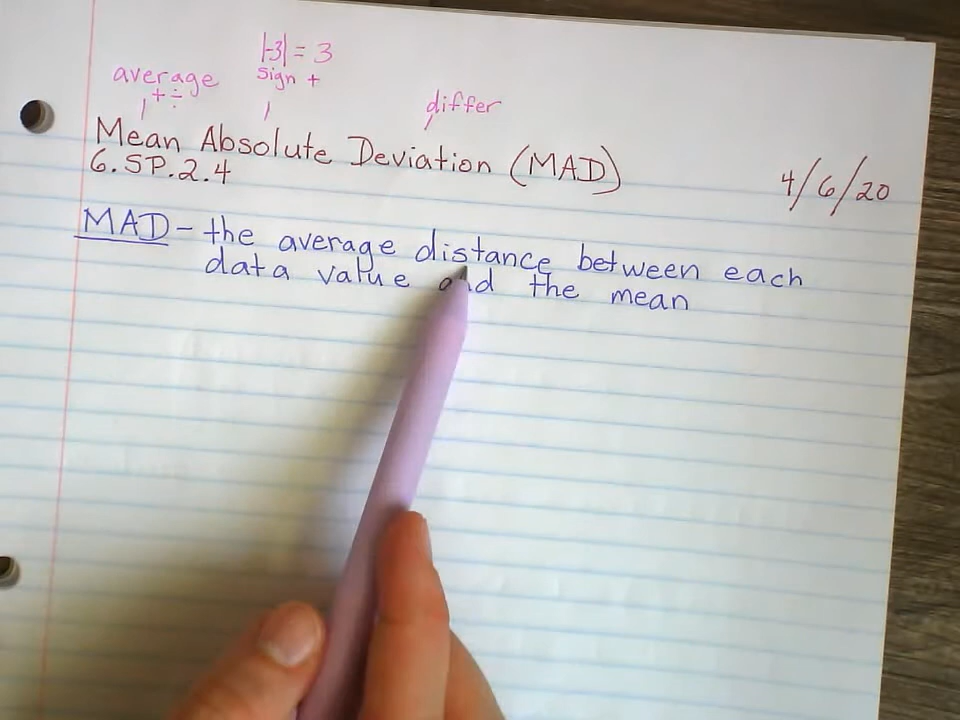 |-3| = 3
average
sign +
+ ÷
differ
Mean Absolute Deviation (MAD)
6.SP.2.4
4/6/20
MAD - the average distance between each
data value and the mean